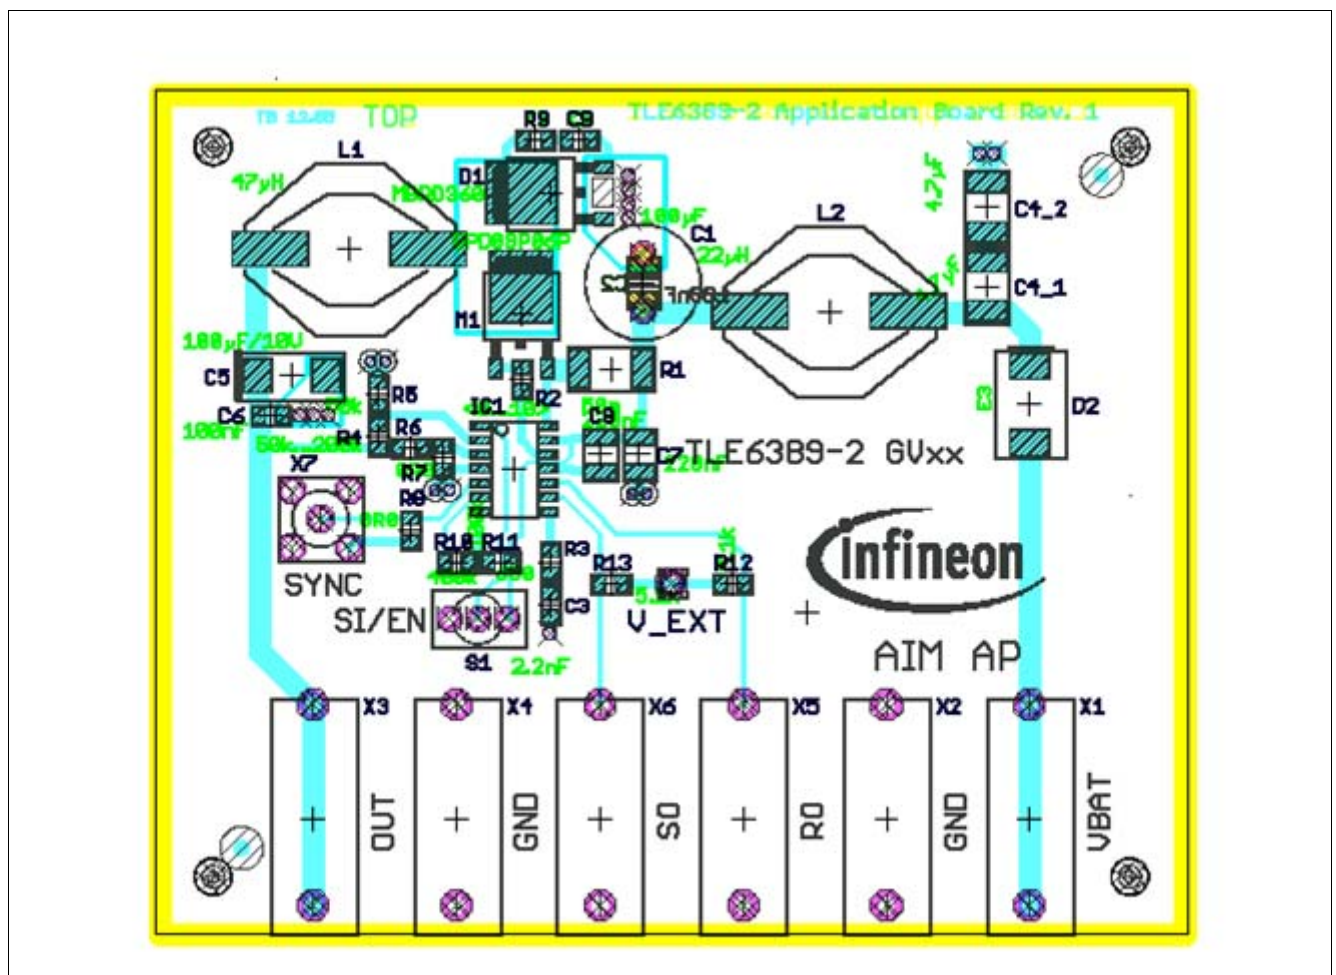 TOP
TLE6389-2 Application Board Rev. 1
R9
C9
L1
47µH
D1
MBRD360
100µF
C1
22µH
L2
4.7µF
C4_2
C4_1
M1
100µF/10V
C5
C6
100nF
R5
R4
R6
R7
R8
R2
R1
IC1
C8
C7
220nF
D2
TLE6389-2 GVxx
X7
0R0
SYNC
R10
R11
R3
C3
2.2nF
SI/EN
S1
R13
R12
1k
V_EXT
infineon
AIM AP
X3
X4
X6
X5
X2
X1
OUT
GND
SO
RO
GND
VBAT